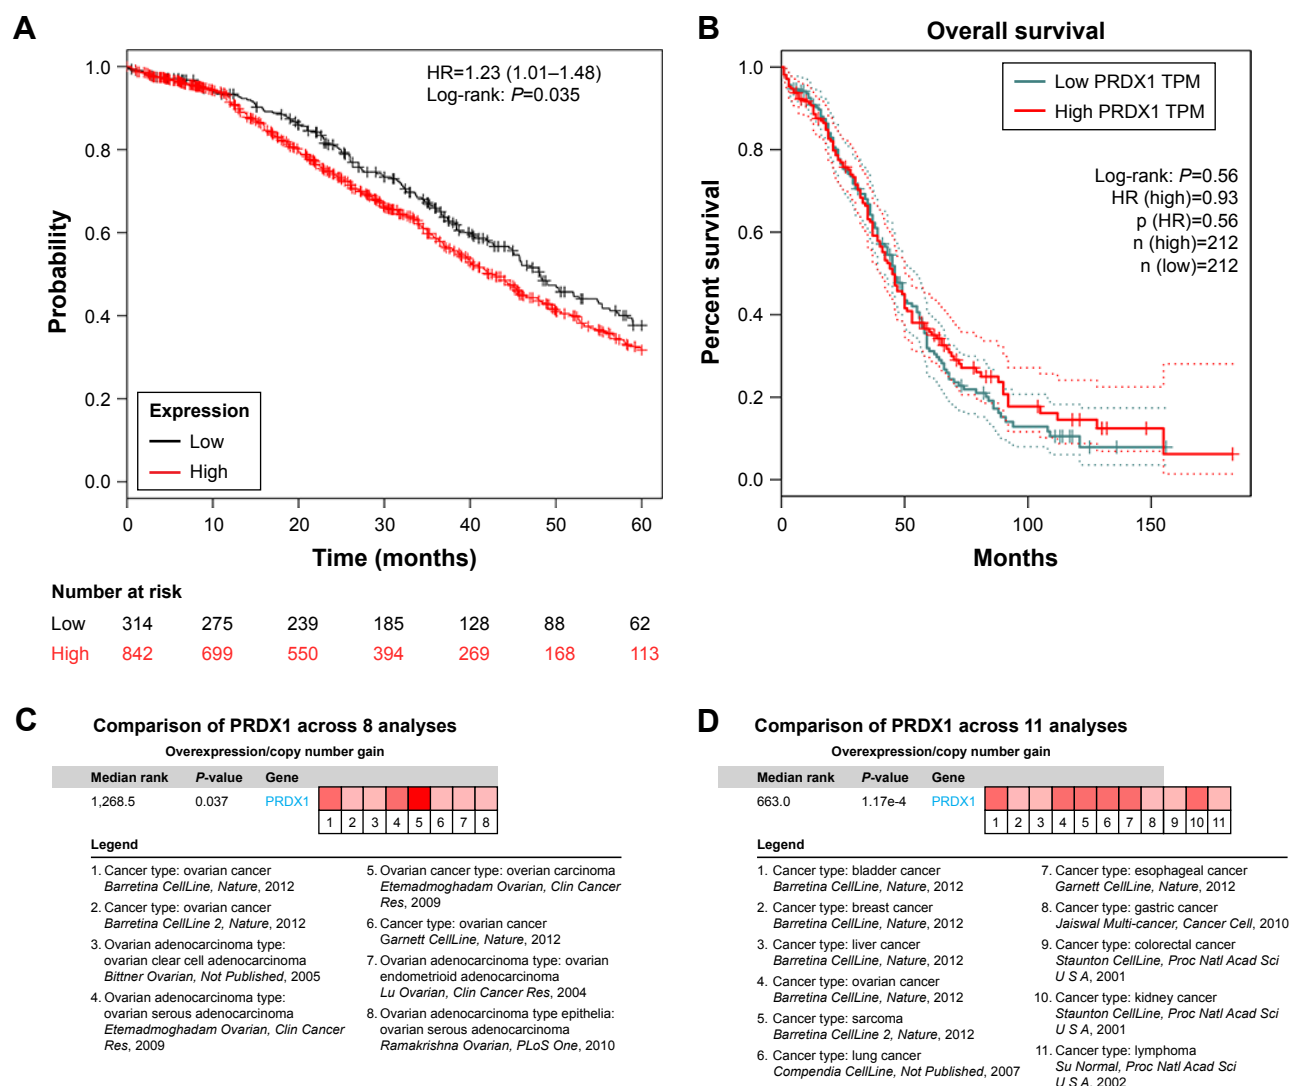 A
HR=1.23 (1.01–1.48)
Log-rank: P=0.035
1.0
0.8
0.6
0.4
0.2
0.0
Probability
Expression
Low
High
0 10 20 30 40 50 60
Time (months)
Number at risk
Low 314 275 239 185 128 88 62
High 842 699 550 394 269 168 113
B
Overall survival
Low PRDX1 TPM
High PRDX1 TPM
Log-rank: P=0.56
HR (high)=0.93
p (HR)=0.56
n (high)=212
n (low)=212
1.0
0.8
0.6
0.4
0.2
0.0
Percent survival
0 50 100 150
Months
C
Comparison of PRDX1 across 8 analyses
Overexpression/copy number gain
Median rank P-value Gene
1,268.5 0.037 PRDX1
1 2 3 4 5 6 7 8
Legend
1. Cancer type: ovarian cancer
Barretina CellLine, Nature, 2012
2. Cancer type: ovarian cancer
Barretina CellLine 2, Nature, 2012
3. Ovarian adenocarcinoma type:
ovarian clear cell adenocarcinoma
Bittner Ovarian, Not Published, 2005
4. Ovarian adenocarcinoma type:
ovarian serous adenocarcinoma
Etemadmoghadam Ovarian, Clin Cancer
Res, 2009
5. Ovarian cancer type: overian carcinoma
Etemadmoghadam Ovarian, Clin Cancer
Res, 2009
6. Cancer type: ovarian cancer
Garnett CellLine, Nature, 2012
7. Ovarian adenocarcinoma type: ovarian
endometrioid adenocarcinoma
Lu Ovarian, Clin Cancer Res, 2004
8. Ovarian adenocarcinoma type epithelia:
ovarian serous adenocarcinoma
Ramakrishna Ovarian, PLoS One, 2010
D
Comparison of PRDX1 across 11 analyses
Overexpression/copy number gain
Median rank P-value Gene
663.0 1.17e-4 PRDX1
1 2 3 4 5 6 7 8 9 10 11
Legend
1. Cancer type: bladder cancer
Barretina CellLine, Nature, 2012
2. Cancer type: breast cancer
Barretina CellLine, Nature, 2012
3. Cancer type: liver cancer
Barretina CellLine, Nature, 2012
4. Cancer type: ovarian cancer
Barretina CellLine, Nature, 2012
5. Cancer type: sarcoma
Barretina CellLine 2, Nature, 2012
6. Cancer type: lung cancer
Compendia CellLine, Not Published, 2007
7. Cancer type: esophageal cancer
Garnett CellLine, Nature, 2012
8. Cancer type: gastric cancer
Jaiswal Multi-cancer, Cancer Cell, 2010
9. Cancer type: colorectal cancer
Staunton CellLine, Proc Natl Acad Sci
U S A, 2001
10. Cancer type: kidney cancer
Staunton CellLine, Proc Natl Acad Sci
U S A, 2001
11. Cancer type: lymphoma
Su Normal, Proc Natl Acad Sci
U S A, 2002